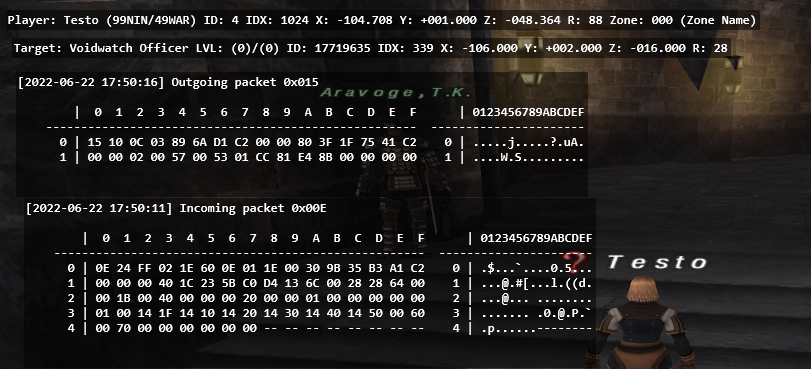 Player: Testo (99NIN/49WAR) ID: 4 IDX: 1024 X: -104.708 Y: +001.000 Z: -048.364 R: 88 Zone: 000 (Zone Name)
Target: Voidwatch Officer LVL: (0)/(0) ID: 17719635 IDX: 339 X: -106.000 Y: +002.000 Z: -016.000 R: 28
[2022-06-22 17:50:16] Outgoing packet 0x015
Aravoge, T.K.
| 0 1 2 3 4 5 6 7 8 9 A B C D E F | 0123456789ABCDEF
----------------------------------------------------- ---------------------
0 | 15 10 0C 03 89 6A D1 C2 00 00 80 3F 1F 75 41 C2 0 | .....j.....?.uA.
1 | 00 00 02 00 57 00 53 01 CC 81 E4 8B 00 00 00 00 1 | ....W.S.........
[2022-06-22 17:50:11] Incoming packet 0x00E
| 0 1 2 3 4 5 6 7 8 9 A B C D E F | 0123456789ABCDEF
----------------------------------------------------- ---------------------
0 | 0E 24 FF 02 1E 60 0E 01 1E 00 30 9B 35 B3 A1 C2 0 | .$...`....0.5...
? Testo
1 | 00 00 00 40 1C 23 5B C0 D4 13 6C 00 28 28 64 00 1 | ...@.#[...l.((d.
2 | 00 1B 00 40 00 00 00 20 00 00 01 00 00 00 00 00 2 | ...@... ........
3 | 01 00 14 1F 14 10 14 20 14 30 14 40 14 50 00 60 3 | ....... .0.@.P.`
4 | 00 70 00 00 00 00 00 00 -- -- -- -- -- -- -- -- 4 | .p......--------